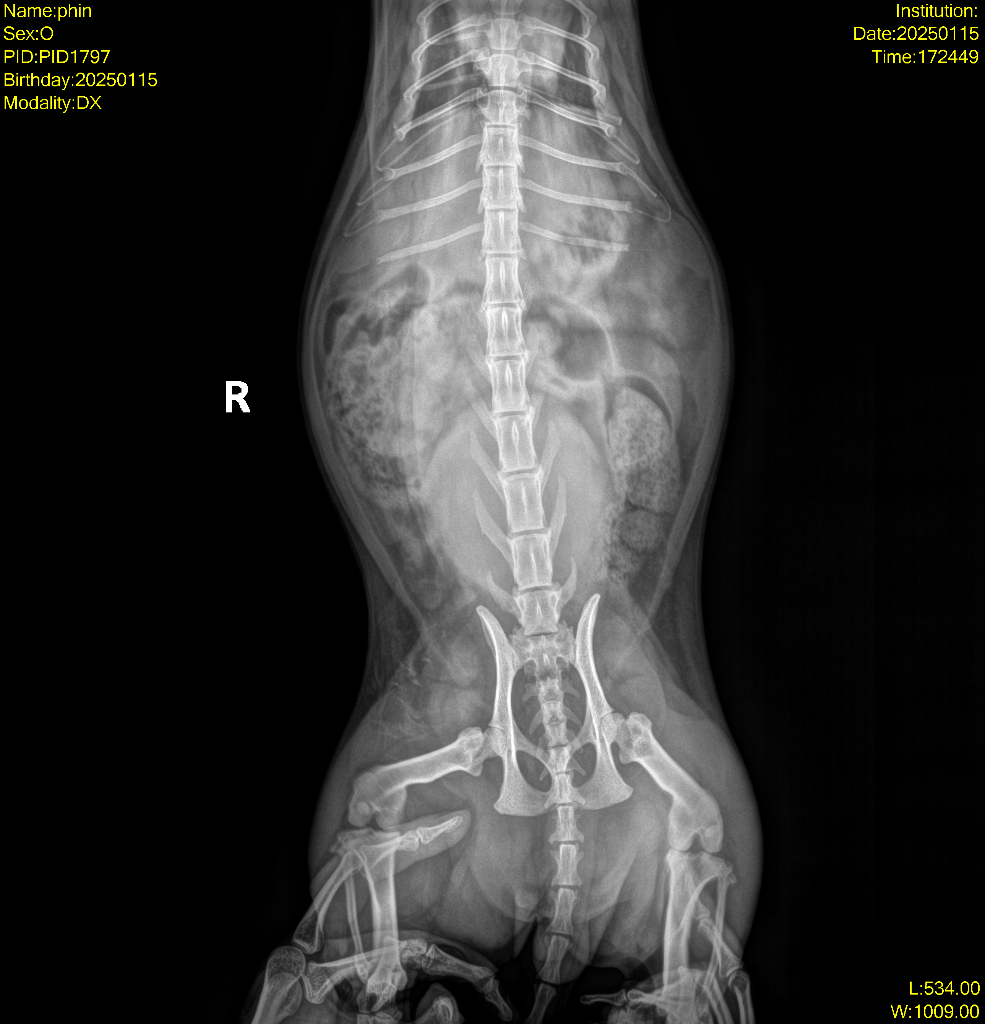 Name:phin
Sex:O
PID:PID1797
Birthday:20250115
Modality:DX
Institution:
Date:20250115
Time:172449
R
L:534.00
W:1009.00